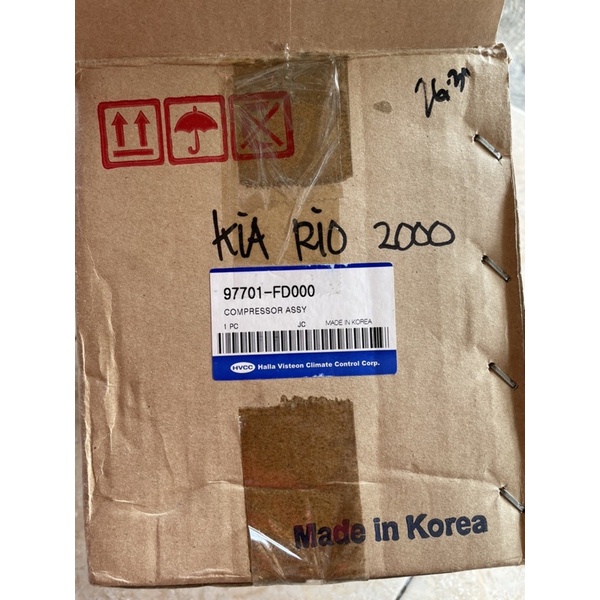 KiA RiO 2000
97701-FD000
COMPRESSOR ASSY
1 PC JC MADE IN KOREA
HVCC Halla Visteon Climate Control Corp.
Made in Korea